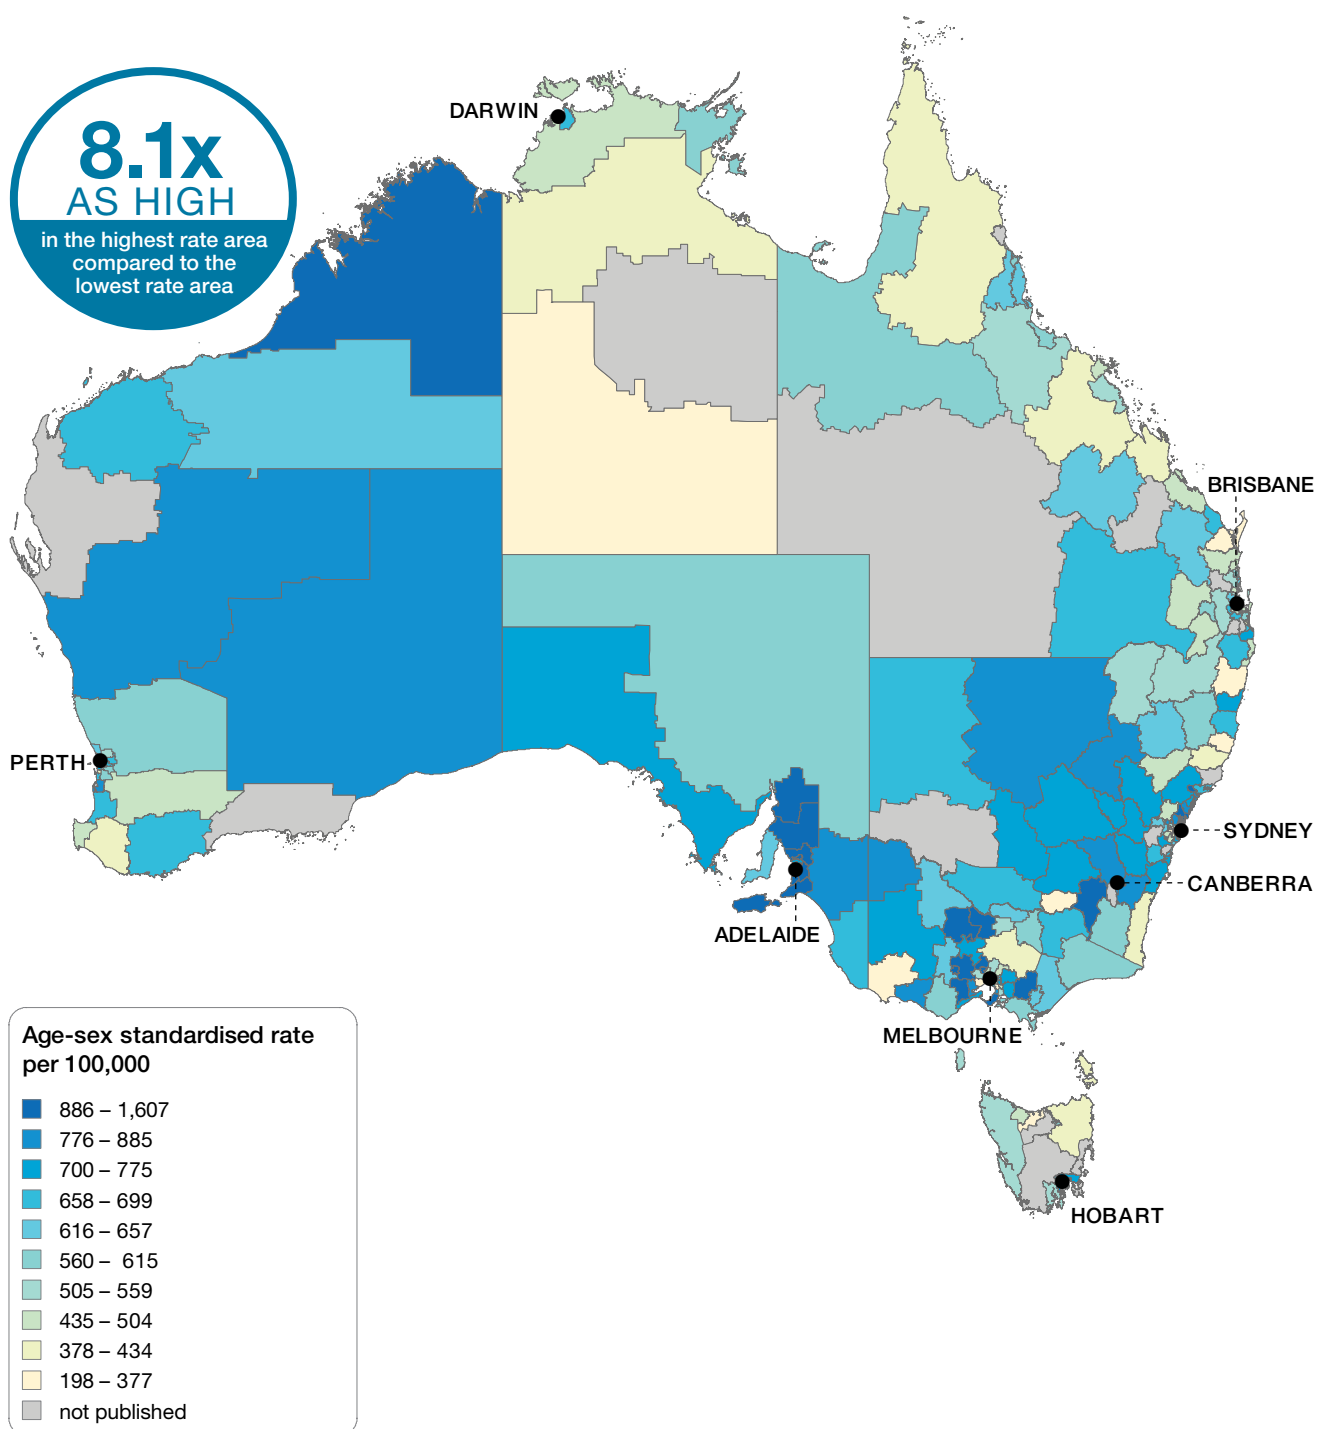 8.1x
AS HIGH
in the highest rate area
compared to the
lowest rate area
DARWIN
BRISBANE
PERTH
SYDNEY
CANBERRA
ADELAIDE
MELBOURNE
HOBART
Age-sex standardised rate
per 100,000
886 – 1,607
776 – 885
700 – 775
658 – 699
616 – 657
560 – 615
505 – 559
435 – 504
378 – 434
198 – 377
not published